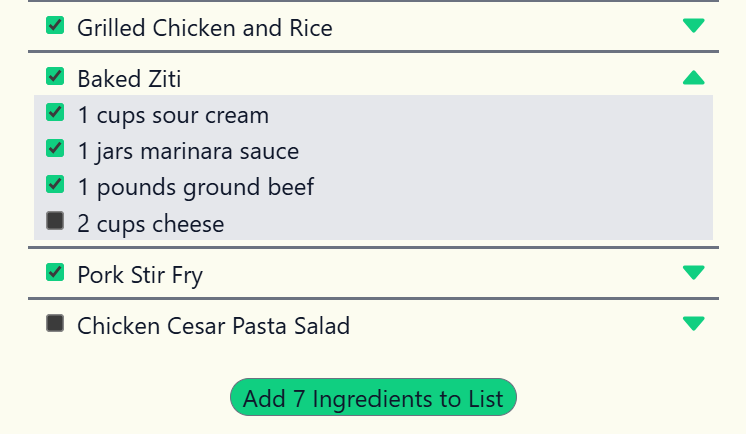 Grilled Chicken and Rice
Baked Ziti
1 cups sour cream
1 jars marinara sauce
1 pounds ground beef
2 cups cheese
Pork Stir Fry
Chicken Cesar Pasta Salad
Add 7 Ingredients to List